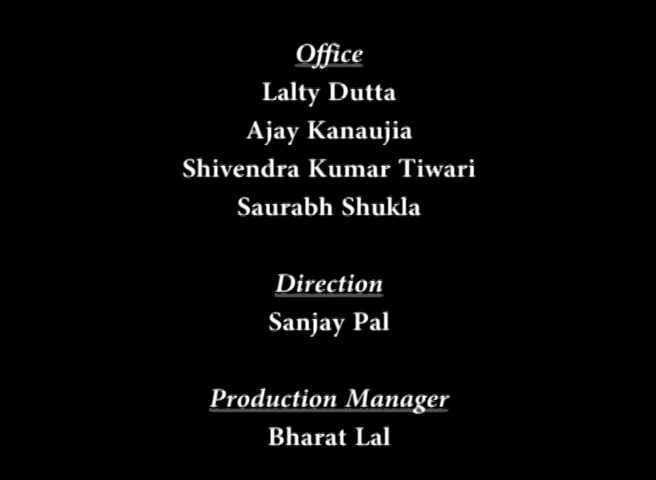 Office
Lalty Dutta
Ajay Kanaujia
Shivendra Kumar Tiwari
Saurabh Shukla
Direction
Sanjay Pal
Production Manager
Bharat Lal